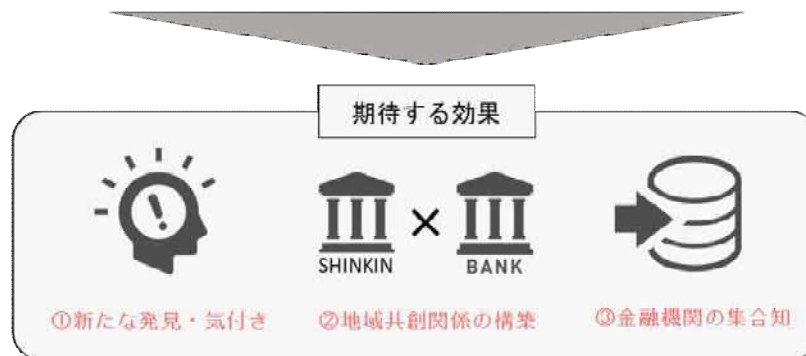 期待する効果
SHINKIN
BANK
①新たな発見・気付き
②地域共創関係の構築
③金融機関の集合知